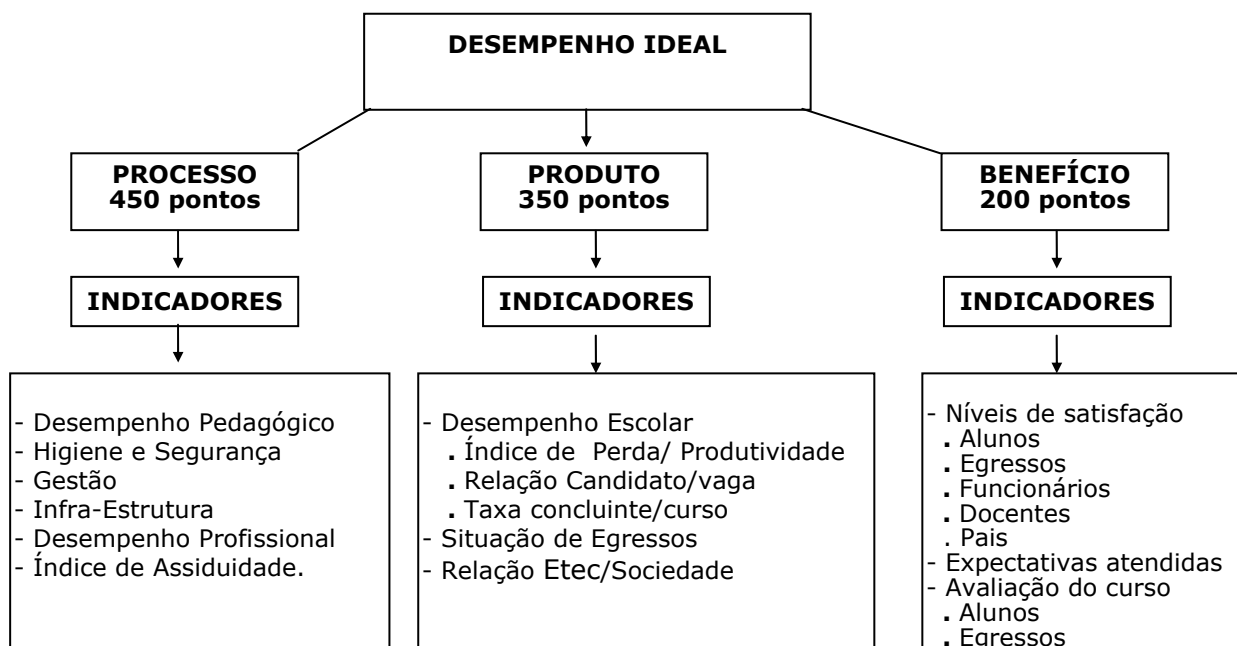 DESEMPENHO IDEAL
PROCESSO
450 pontos
PRODUTO
350 pontos
BENEFÍCIO
200 pontos
INDICADORES
INDICADORES
INDICADORES
- Desempenho Pedagógico
- Higiene e Segurança
- Gestão
- Infra-Estrutura
- Desempenho Profissional
- Índice de Assiduidade.
- Desempenho Escolar
. Índice de Perda/ Produtividade
. Relação Candidato/vaga
. Taxa concluinte/curso
- Situação de Egressos
- Relação Etec/Sociedade
- Níveis de satisfação
. Alunos
. Egressos
. Funcionários
. Docentes
. Pais
- Expectativas atendidas
- Avaliação do curso
. Alunos
. Egressos